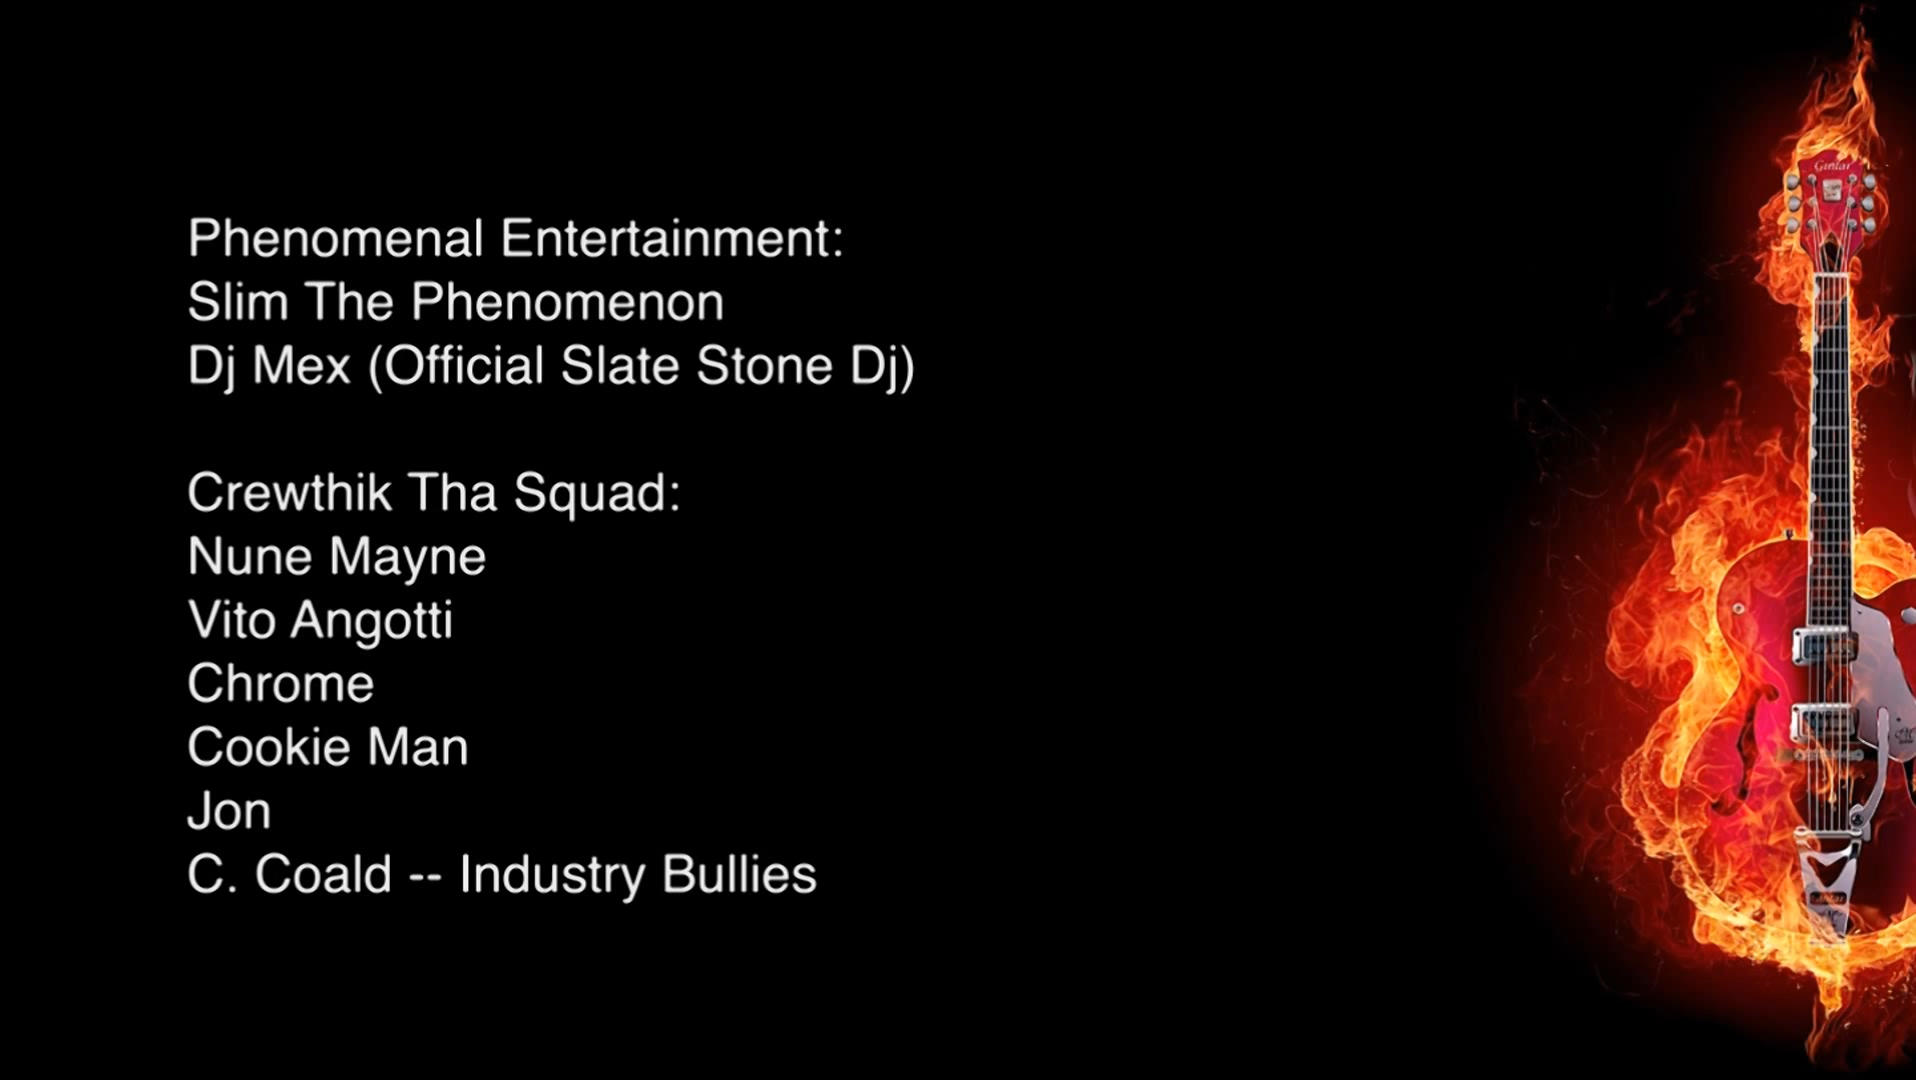 Phenomenal Entertainment:
Slim The Phenomenon
Dj Mex (Official Slate Stone Dj)
Crewthik Tha Squad:
Nune Mayne
Vito Angotti
Chrome
Cookie Man
Jon
C. Coald -- Industry Bullies
Guitar